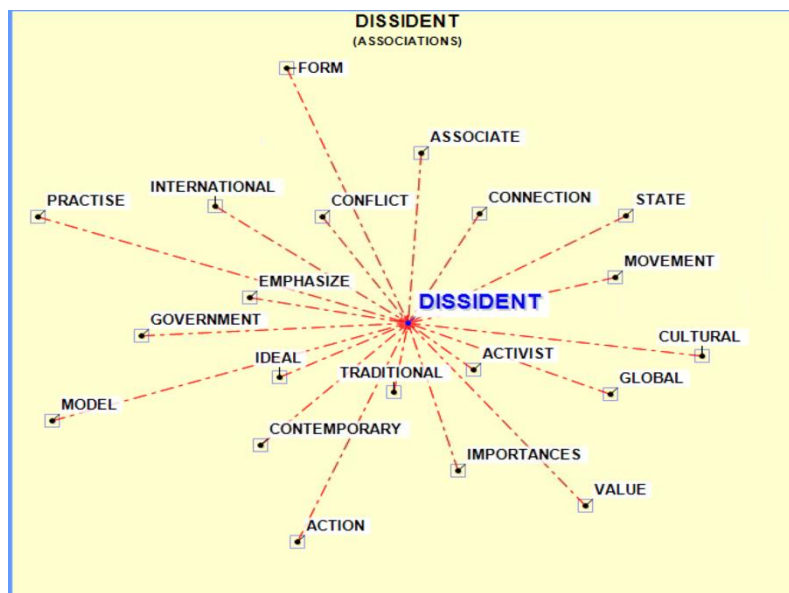 DISSIDENT
(ASSOCIATIONS)
FORM
ASSOCIATE
INTERNATIONAL
PRACTISE
CONFLICT
CONNECTION
STATE
MOVEMENT
EMPHASIZE
DISSIDENT
GOVERNMENT
CULTURAL
IDEAL
ACTIVIST
TRADITIONAL
GLOBAL
MODEL
CONTEMPORARY
IMPORTANCES
VALUE
ACTION